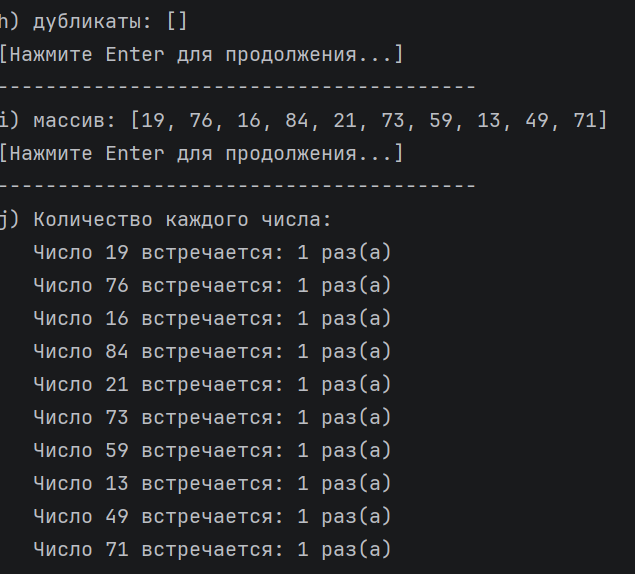 h) дубликаты: []
[Нажмите Enter для продолжения...]
----------------------------------------
i) массив: [19, 76, 16, 84, 21, 73, 59, 13, 49, 71]
[Нажмите Enter для продолжения...]
----------------------------------------
j) Количество каждого числа:
Число 19 встречается: 1 раз(а)
Число 76 встречается: 1 раз(а)
Число 16 встречается: 1 раз(а)
Число 84 встречается: 1 раз(а)
Число 21 встречается: 1 раз(а)
Число 73 встречается: 1 раз(а)
Число 59 встречается: 1 раз(а)
Число 13 встречается: 1 раз(а)
Число 49 встречается: 1 раз(а)
Число 71 встречается: 1 раз(а)